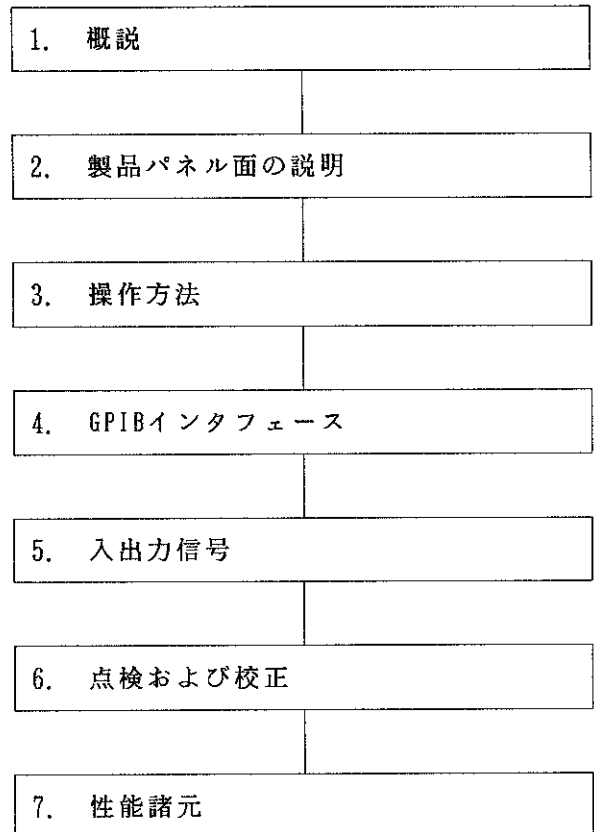 1. 概説
2. 製品パネル面の説明
3. 操作方法
4. GPIBインタフェース
5. 入出力信号
6. 点検および校正
7. 性能諸元